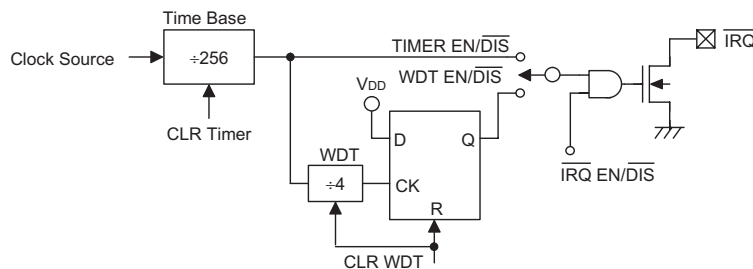 Time Base
Clock Source
÷256
CLR Timer
TIMER EN/DIS
WDT EN/DIS
IRQ
VDD
D
Q
WDT
÷4
CK
R
IRQ EN/DIS
CLR WDT